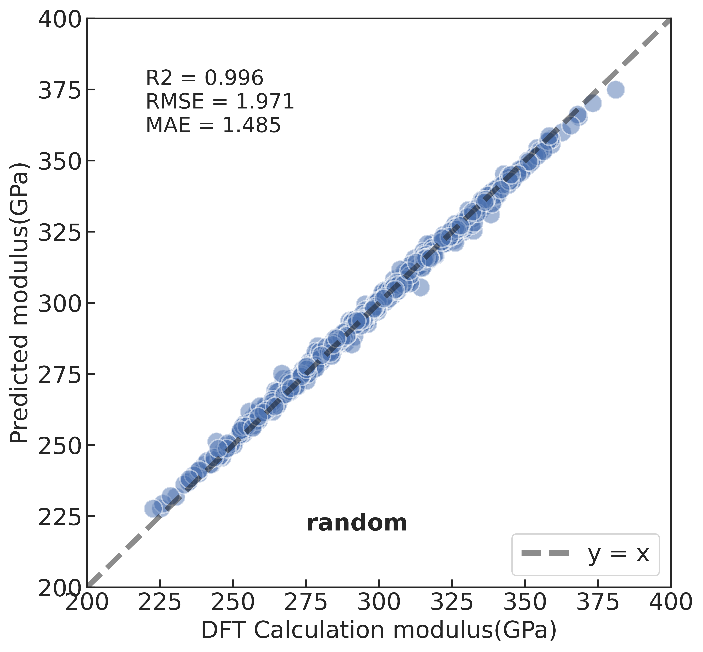 400
375
350
325
300
275
250
225
200
Predicted modulus(GPa)
R2 = 0.996
RMSE = 1.971
MAE = 1.485
random
y = x
200 225 250 275 300 325 350 375 400
DFT Calculation modulus(GPa)